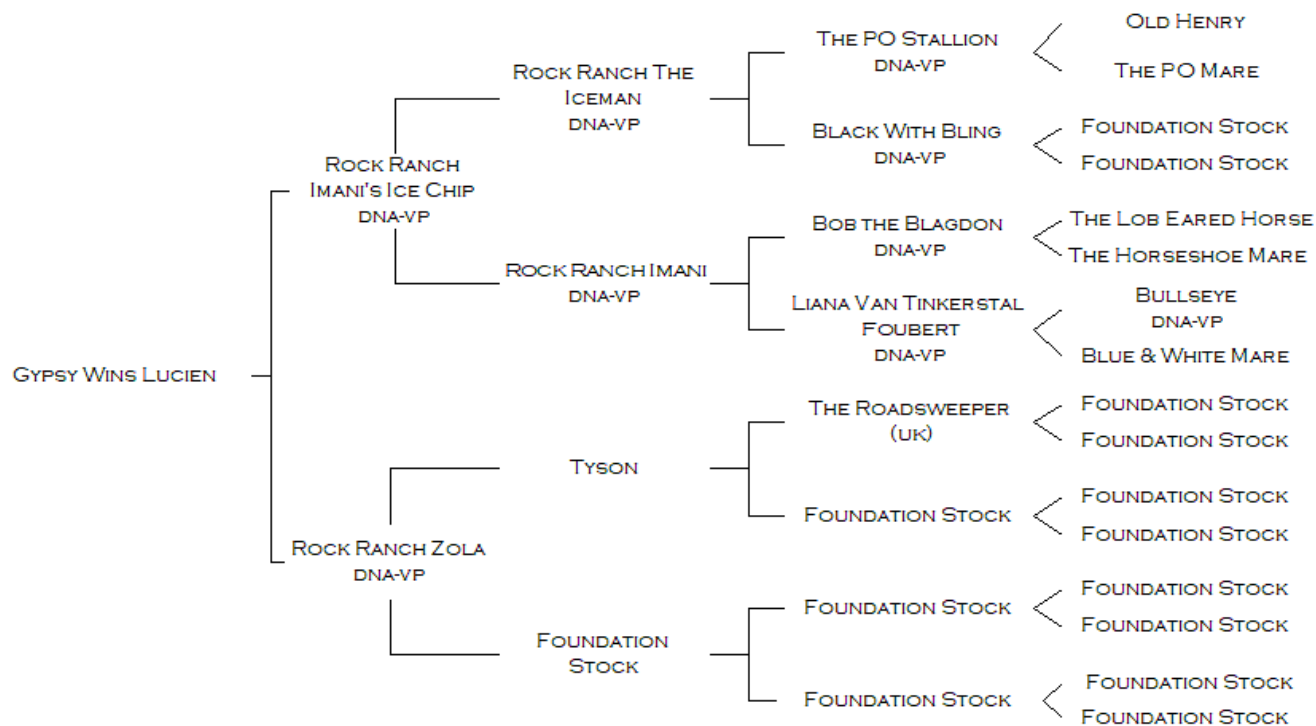 Old Henry
The PO Stallion
DNA-VP
The PO Mare
Rock Ranch The
Iceman
DNA-VP
Black With Bling
DNA-VP
Foundation Stock
Foundation Stock
Rock Ranch
Imani's Ice Chip
DNA-VP
Bob the Blagdon
DNA-VP
The Lob Eared Horse
The Horseshoe Mare
Rock Ranch Imani
DNA-VP
Liana Van Tinkerstal
Foubert
DNA-VP
Bullseye
DNA-VP
Blue & White Mare
Gypsy Wins Lucien
The Roadsweeper
(UK)
Foundation Stock
Foundation Stock
Tyson
Foundation Stock
Foundation Stock
Foundation Stock
Rock Ranch Zola
DNA-VP
Foundation Stock
Foundation Stock
Foundation Stock
Foundation
Stock
Foundation Stock
Foundation Stock
Foundation Stock